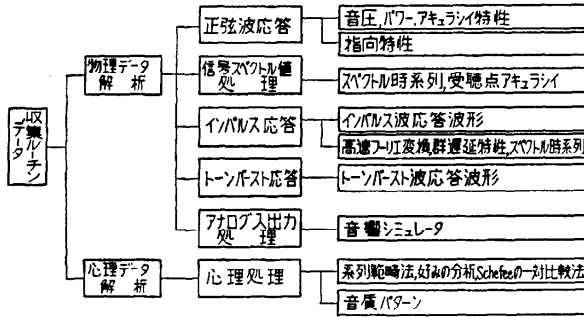 正弦波応答
音圧,パワー,アキュラシイ特性
指向特性
物理データ
解析
信号スペクトル値
処理
スペクトル時系列,受聴点アキュラシイ
収集ルーチン
データ
インパルス応答
インパルス波応答波形
高速フーリエ変換,群遅延特性,スペクトル時系列
トーンバースト応答
トーンバースト波応答波形
アナログ入出力
処理
音響シミュレータ
心理データ
解析
心理処理
系列範疇法,好みの分析,Schefeeの一対比較法
音質パターン